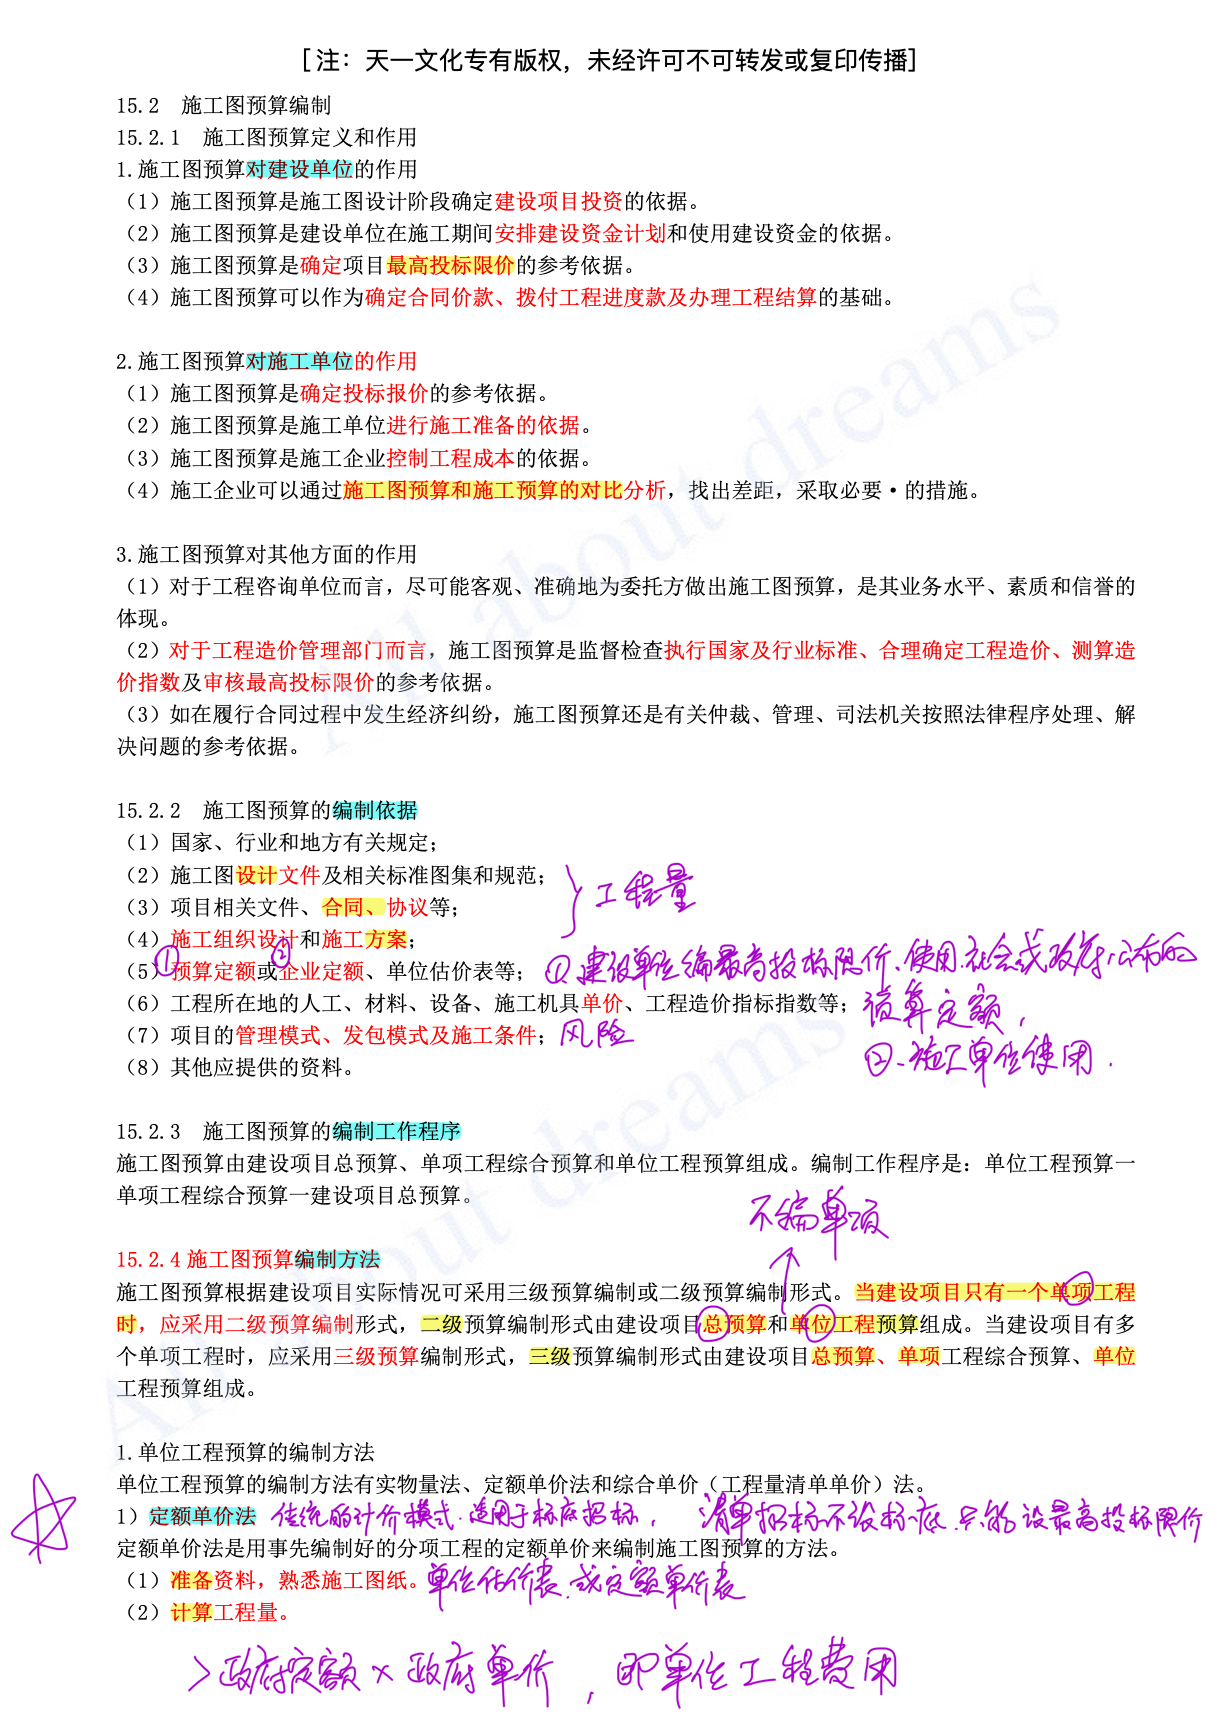 [注：天一文化专有版权，未经许可不可转发或复印传播]
15.2 施工图预算编制
15.2.1 施工图预算定义和作用
1.施工图预算对建设单位的作用
（1）施工图预算是施工图设计阶段确定建设项目投资的依据。
（2）施工图预算是建设单位在施工期间安排建设资金计划和使用建设资金的依据。
（3）施工图预算是确定项目最高投标限价的参考依据。
（4）施工图预算可以作为确定合同价款、拨付工程进度款及办理工程结算的基础。
2.施工图预算对施工单位的作用
（1）施工图预算是确定投标报价的参考依据。
（2）施工图预算是施工单位进行施工准备的依据。
（3）施工图预算是施工企业控制工程成本的依据。
（4）施工企业可以通过施工图预算和施工预算的对比分析，找出差距，采取必要•的措施。
3.施工图预算对其他方面的作用
（1）对于工程咨询单位而言，尽可能客观、准确地为委托方做出施工图预算，是其业务水平、素质和信誉的
体现。
（2）对于工程造价管理部门而言，施工图预算是监督检查执行国家及行业标准、合理确定工程造价、测算造
价指数及审核最高投标限价的参考依据。
（3）如在履行合同过程中发生经济纠纷，施工图预算还是有关仲裁、管理、司法机关按照法律程序处理、解
决问题的参考依据。
All about dreams
15.2.2 施工图预算的编制依据
（1）国家、行业和地方有关规定；
（2）施工图设计文件及相关标准图集和规范；
（3）项目相关文件、合同、协议等；
工程量
（4）施工组织设计和施工方案；
① ②
（5）预算定额或企业定额、单位估价表等；
①建设单位编最高投标限价、使用社会或政府公布的
（6）工程所在地的人工、材料、设备、施工机具单价、工程造价指标指数等；
预算定额，
（7）项目的管理模式、发包模式及施工条件；风险
②、施工单位使用.
（8）其他应提供的资料。
15.2.3 施工图预算的编制工作程序
施工图预算由建设项目总预算、单项工程综合预算和单位工程预算组成。编制工作程序是：单位工程预算一
单项工程综合预算一建设项目总预算。
不编单项
15.2.4 施工图预算编制方法
施工图预算根据建设项目实际情况可采用三级预算编制或二级预算编制形式。当建设项目只有一个单项工程
时，应采用二级预算编制形式，二级预算编制形式由建设项目总预算和单位工程预算组成。当建设项目有多
个单项工程时，应采用三级预算编制形式，三级预算编制形式由建设项目总预算、单项工程综合预算、单位
工程预算组成。
All about dreams
1.单位工程预算的编制方法
单位工程预算的编制方法有实物量法、定额单价法和综合单价（工程量清单单价）法。
1）定额单价法 传统的计价模式.适用于标底招标， 清单招标不设标底.只能设最高投标限价
定额单价法是用事先编制好的分项工程的定额单价来编制施工图预算的方法。
（1）准备资料，熟悉施工图纸。单位估价表.或定额单价表
（2）计算工程量。
>政府定额×政府单价，即单位工程费用